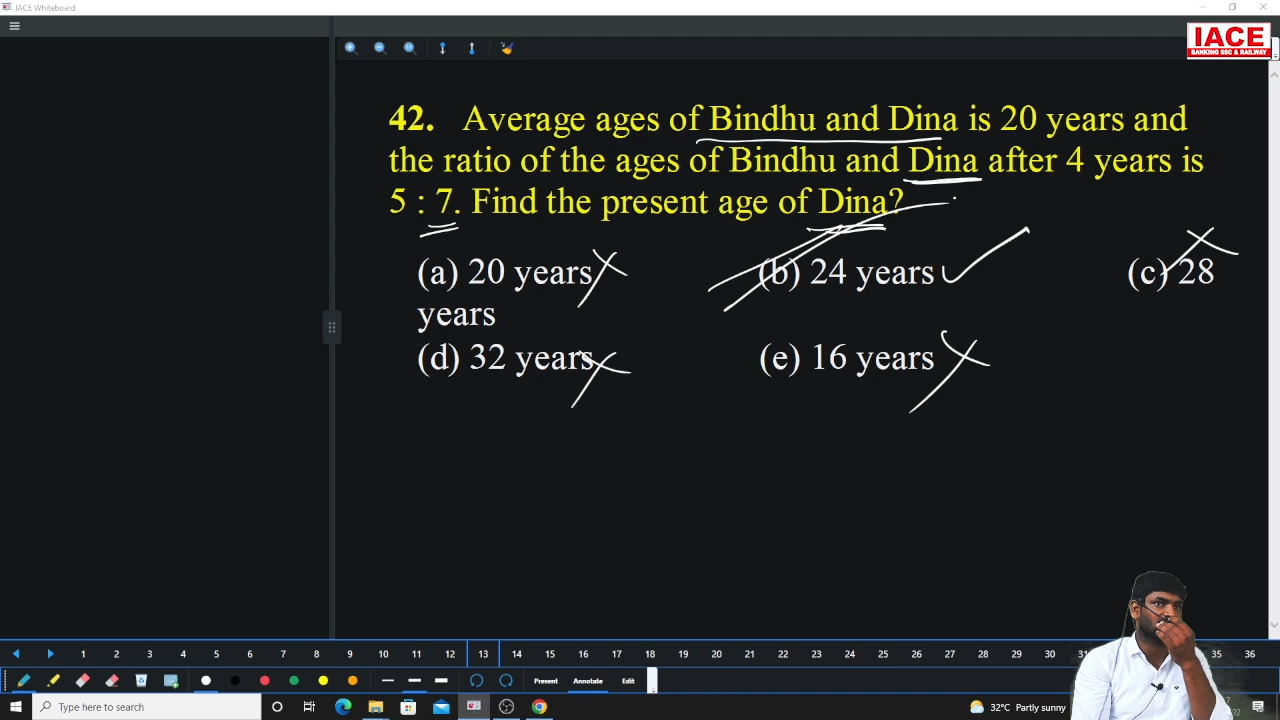 IACE Whiteboard
IACE
BANKING SSC & RAILWAY
42. Average ages of Bindhu and Dina is 20 years and
the ratio of the ages of Bindhu and Dina after 4 years is
5 : 7. Find the present age of Dina?
(a) 20 years (b) 24 years (c) 28
years
(d) 32 years (e) 16 years
1 2 3 4 5 6 7 8 9 10 11 12 13 14 15 16 17 18 19 20 21 22 23 24 25 26 27 28 29 30 35 36
Present Annotate Edit
Type here to search 32°C Partly sunny